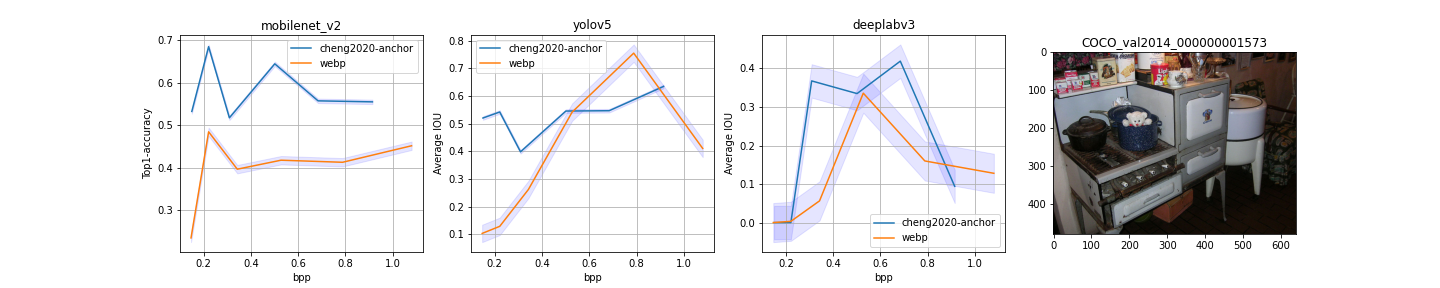 mobilenet_v2
Top1-accuracy
0.7
0.6
0.5
0.4
0.3
cheng2020-anchor
webp
0.2 0.4 0.6 0.8 1.0
bpp
yolov5
Average IOU
0.8
0.7
0.6
0.5
0.4
0.3
0.2
0.1
cheng2020-anchor
webp
0.2 0.4 0.6 0.8 1.0
bpp
deeplabv3
Average IOU
0.4
0.3
0.2
0.1
0.0
cheng2020-anchor
webp
0.2 0.4 0.6 0.8 1.0
bpp
COCO_val2014_000000001573
0
100
200
300
400
0 100 200 300 400 500 600